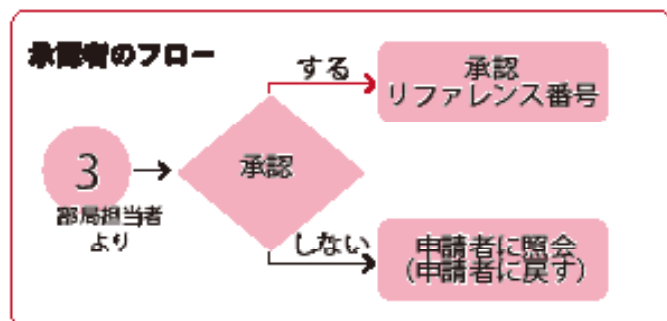 承認者のフロー
する
承認
リファレンス番号
3
承認
部局担当者
より
しない
申請者に照会
(申請者に戻す)